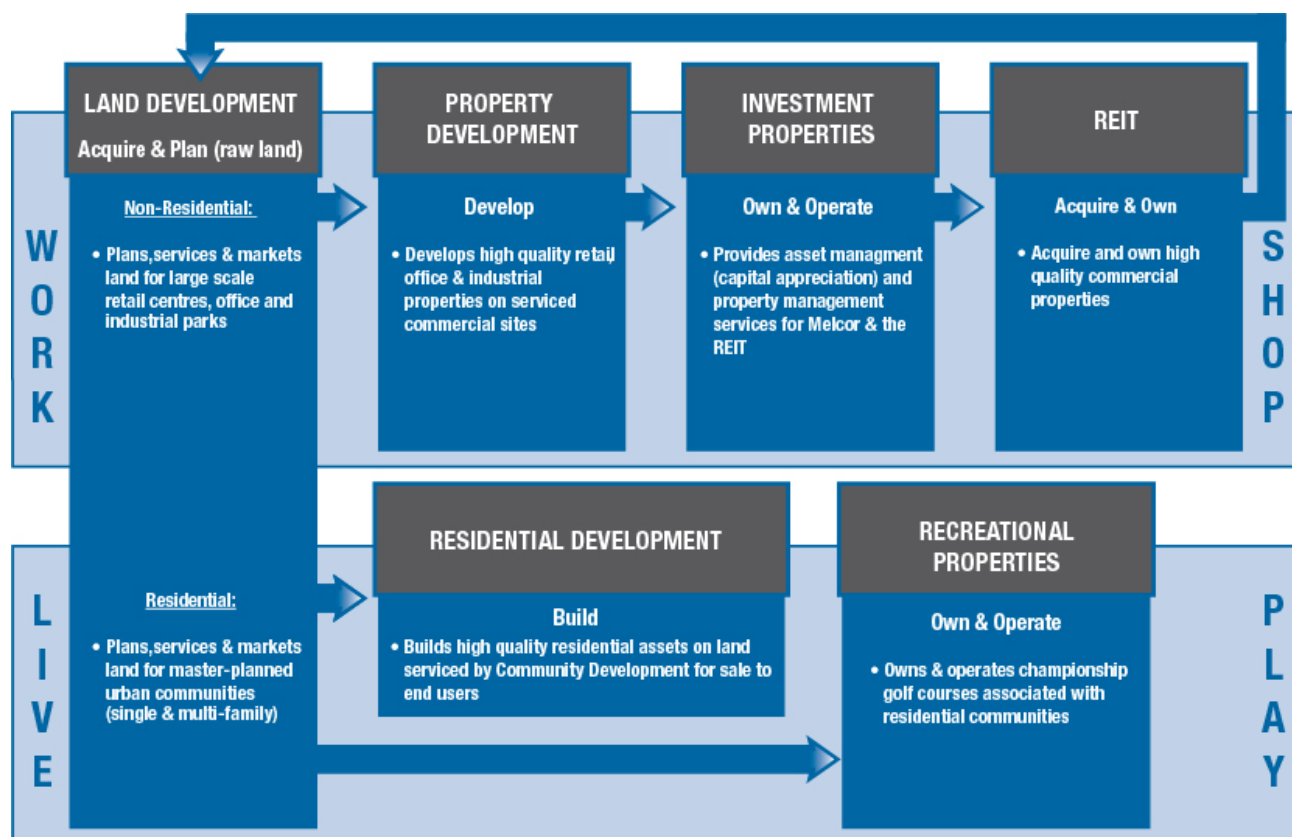 LAND DEVELOPMENT
Acquire & Plan (raw land)
Non-Residential:
• Plans,services & markets
land for large scale
retail centres, office and
industrial parks
PROPERTY
DEVELOPMENT
Develop
• Develops high quality retail,
office & industrial
properties on serviced
commercial sites
INVESTMENT
PROPERTIES
Own & Operate
• Provides asset managment
(capital appreciation) and
property management
services for Melcor & the
REIT
REIT
Acquire & Own
• Acquire and own high
quality commercial
properties
WORK
SHOP
Residential:
• Plans,services & markets
land for master-planned
urban communities
(single & multi-family)
RESIDENTIAL DEVELOPMENT
Build
• Builds high quality residential assets on land
serviced by Community Development for sale to
end users
RECREATIONAL
PROPERTIES
Own & Operate
• Owns & operates championship
golf courses associated with
residential communities
LIVE
PLAY